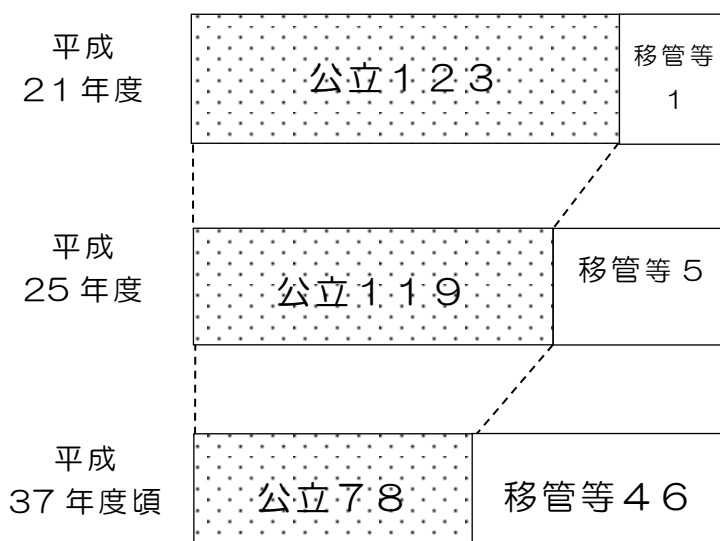 平成
21年度
公立123
移管等
1
平成
25年度
公立119
移管等5
平成
37年度頃
公立78
移管等46